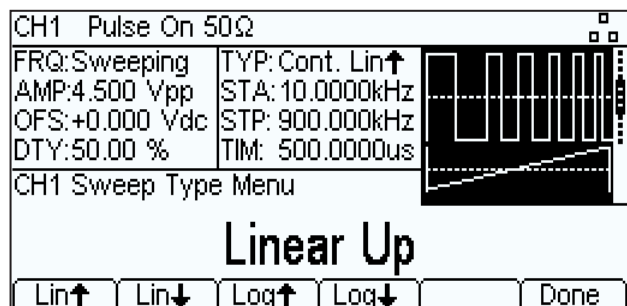 CH1 Pulse On 50Ω
FRQ:Sweeping
AMP:4.500 Vpp
OFS:+0.000 Vdc
DTY:50.00 %
TYP:Cont. Lin↑
STA:10.0000kHz
STP:900.000kHz
TIM: 500.0000us
CH1 Sweep Type Menu
Linear Up
Lin↑ Lin↓ Log↑ Log↓ Done